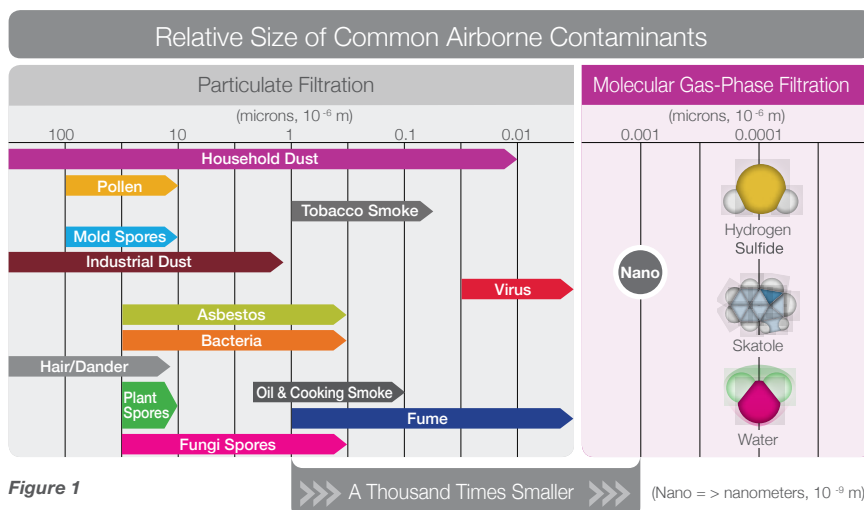 Relative Size of Common Airborne Contaminants
Particulate Filtration
Molecular Gas-Phase Filtration
(microns, 10 -6 m)
(microns, 10 -6 m)
100 10 1 0.1 0.01
0.001 0.0001
Household Dust
Pollen
Tobacco Smoke
Mold Spores
Industrial Dust
Virus
Asbestos
Bacteria
Hair/Dander
Plant
Spores
Oil & Cooking Smoke
Fume
Fungi Spores
Hydrogen
Sulfide
Nano
Skatole
Water
Figure 1
A Thousand Times Smaller
(Nano = > nanometers, 10 -9 m)